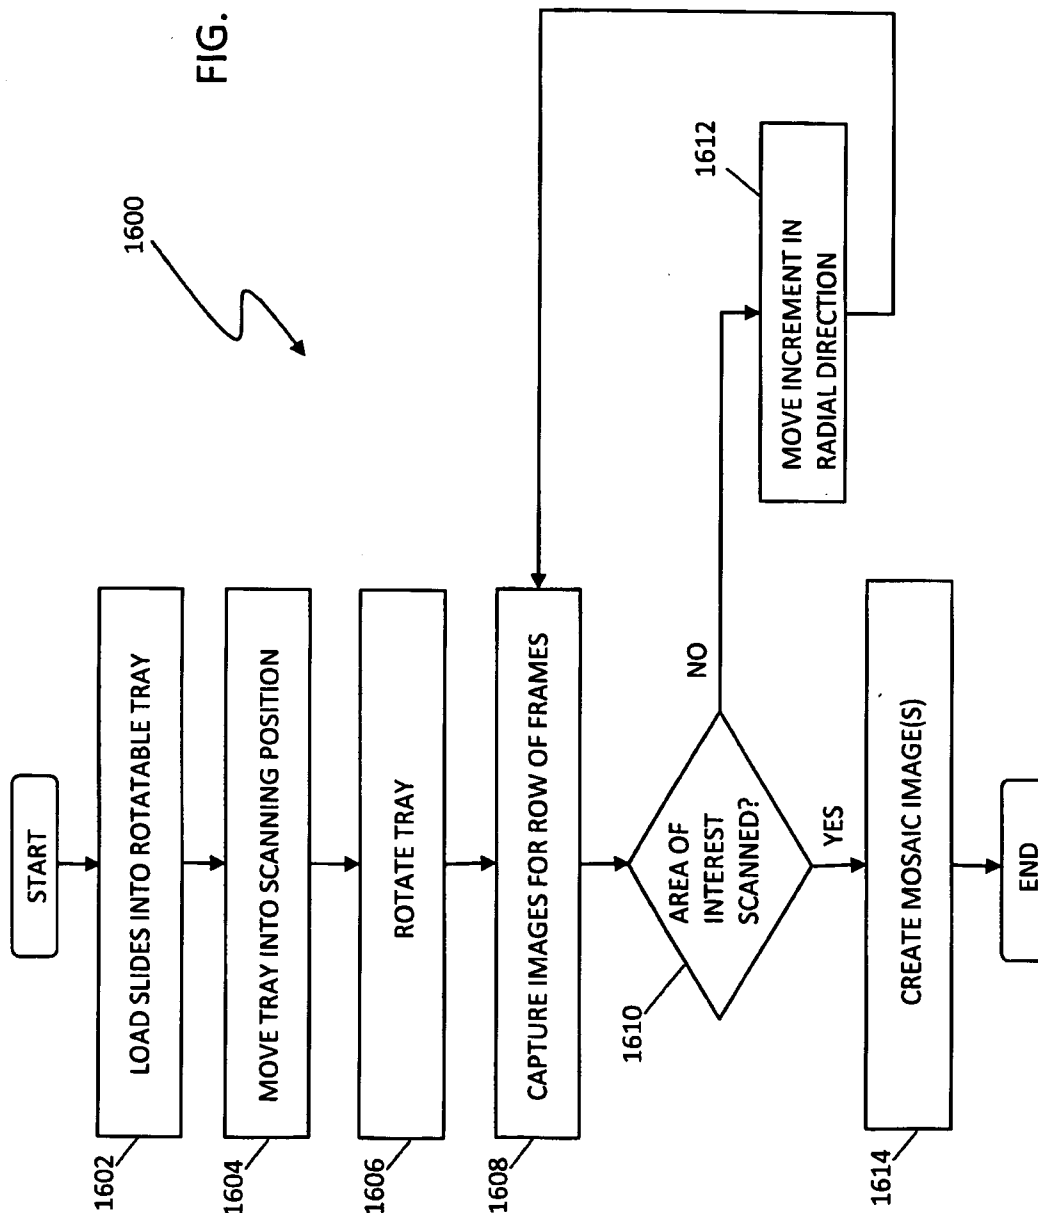 FIG.
1600
START
1602
LOAD SLIDES INTO ROTATABLE TRAY
1604
MOVE TRAY INTO SCANNING POSITION
1606
ROTATE TRAY
1608
CAPTURE IMAGES FOR ROW OF FRAMES
1610
AREA OF
INTEREST
SCANNED?
NO
1612
MOVE INCREMENT IN
RADIAL DIRECTION
YES
1614
CREATE MOSAIC IMAGE(S)
END